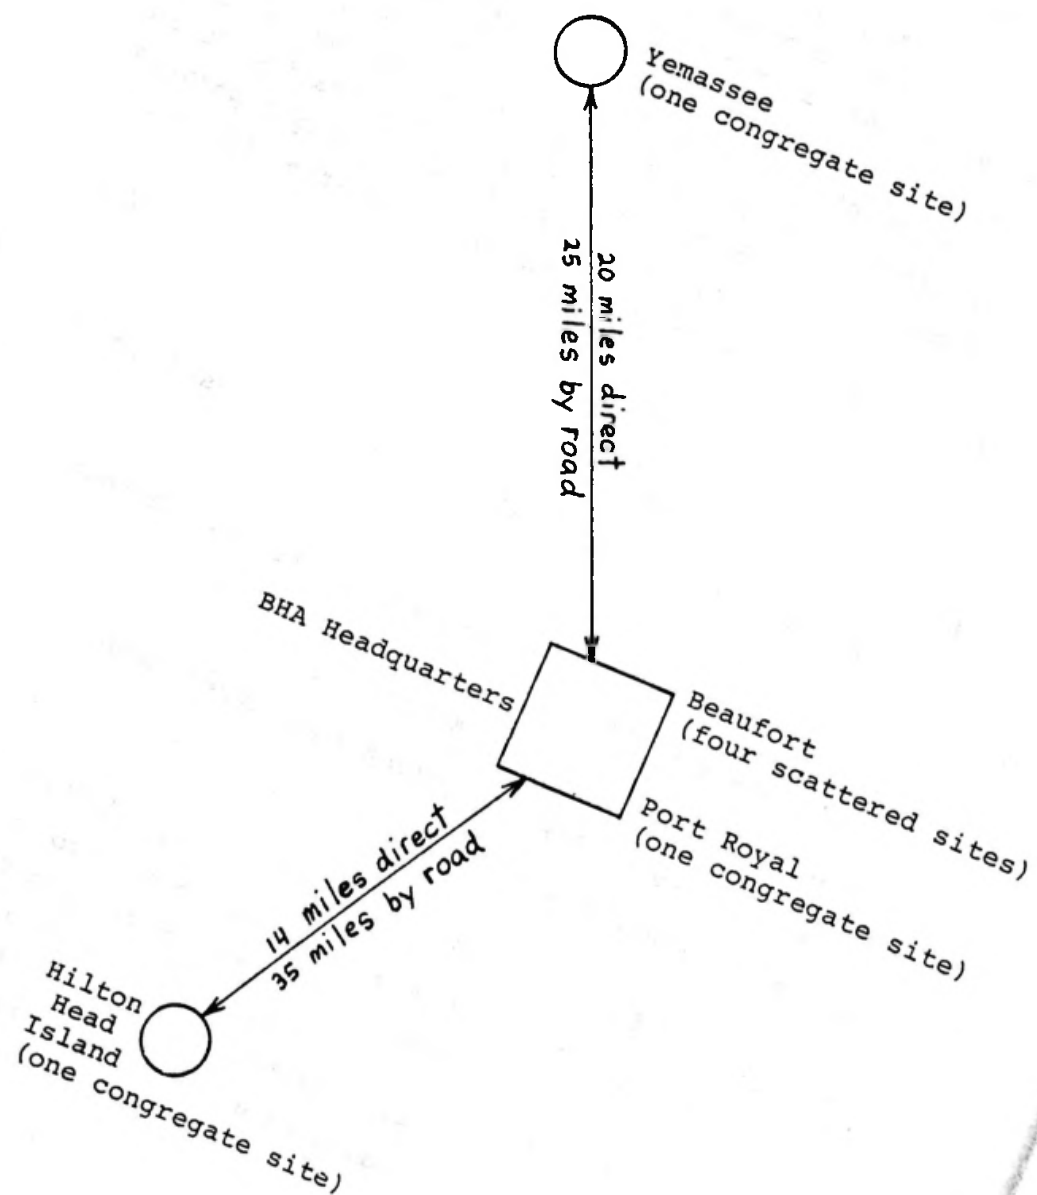 Yemassee
(one congregate site)
20 miles direct
25 miles by road
BHA Headquarters
Beaufort
(four scattered sites)
Port Royal
(one congregate site)
14 miles direct
35 miles by road
Hilton
Head
Island
(one congregate site)